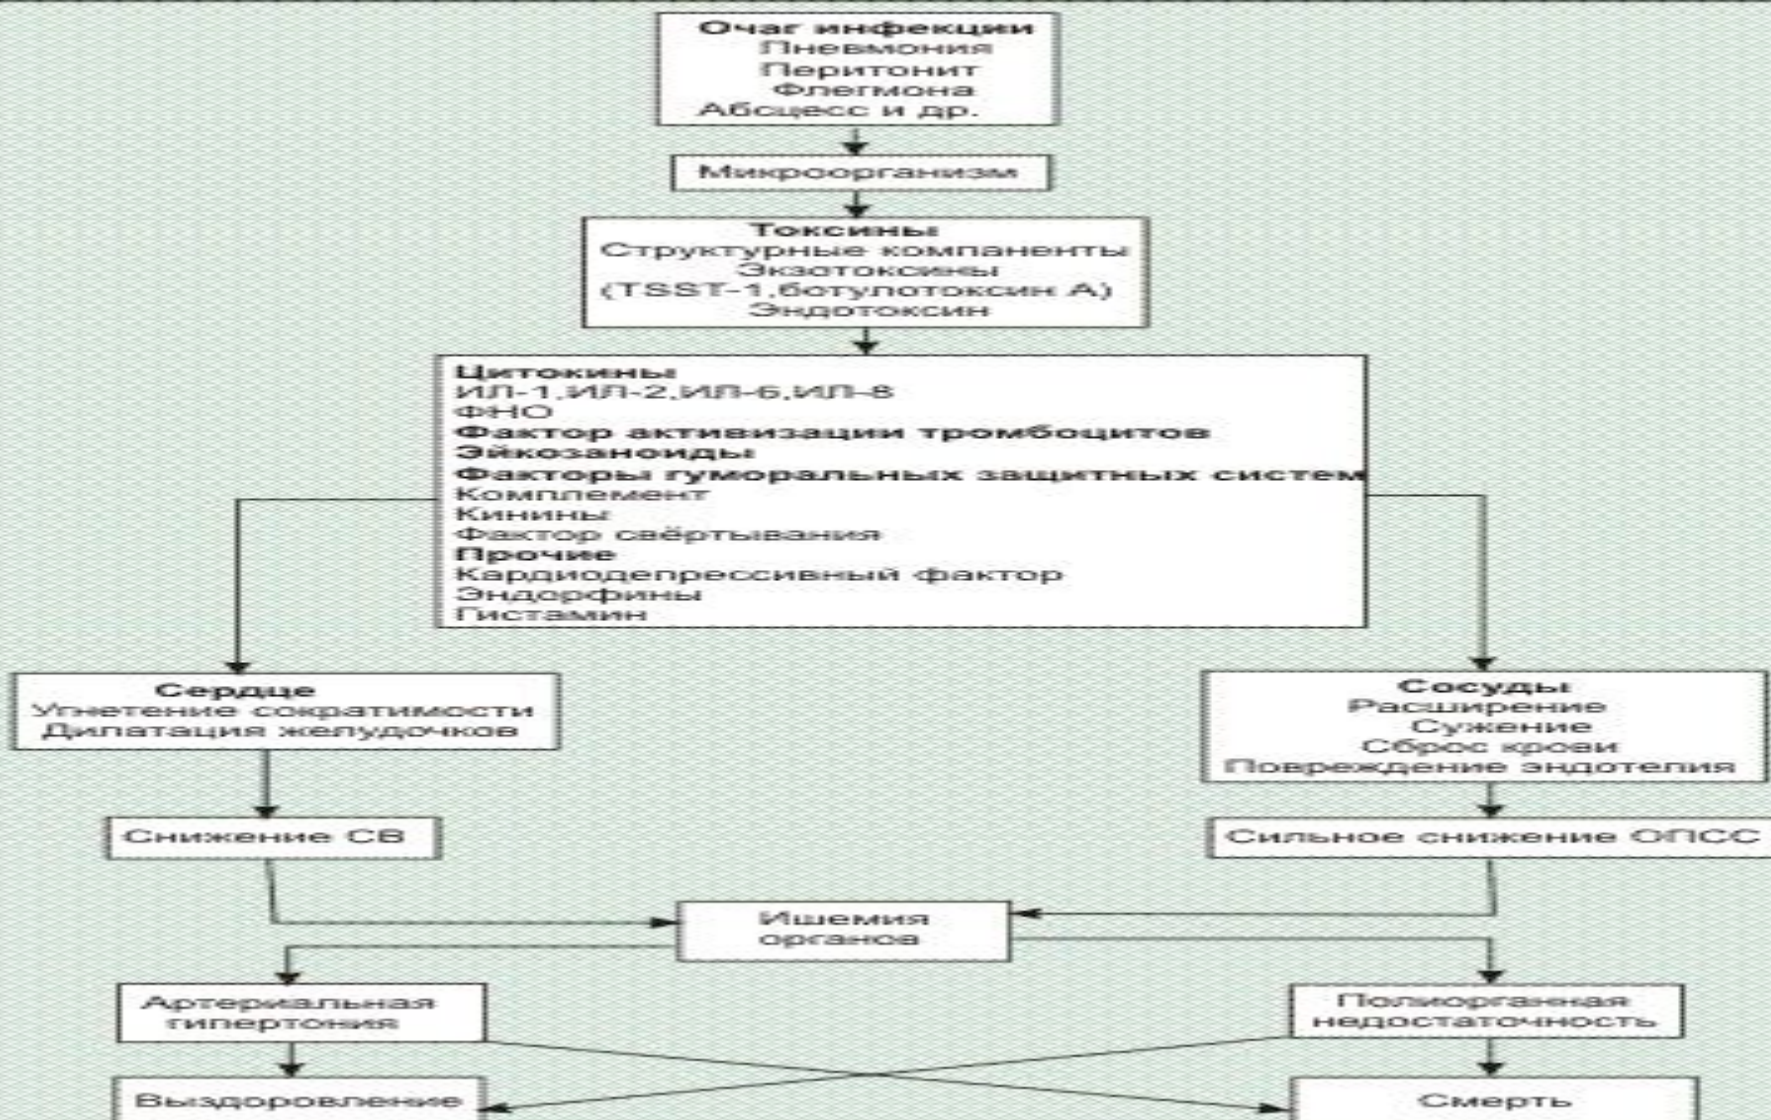 Очаг инфекции
Пневмония
Перитонит
Флегмона
Абсцесс и др.
Микроорганизм
Токсины
Структурные компаненты
Экзотоксины
(TSST-1,ботулотоксин А)
Эндотоксин
Цитокины
ИЛ-1,ИЛ-2,ИЛ-6,ИЛ-8
ФНО
Фактор активизации тромбоцитов
Эйкозаноиды
Факторы гуморальных защитных систем
Комплемент
Кинины
Фактор свёртывания
Прочие
Кардиодепрессивный фактор
Эндорфины
Гистамин
Сердце
Угнетение сократимости
Дилатация желудочков
Сосуды
Расширение
Сужение
Сброс крови
Повреждение эндотелия
Снижение СВ
Сильное снижение ОПСС
Ишемия
органов
Артериальная
гипертония
Полиорганная
недостаточность
Выздоровление
Смерть